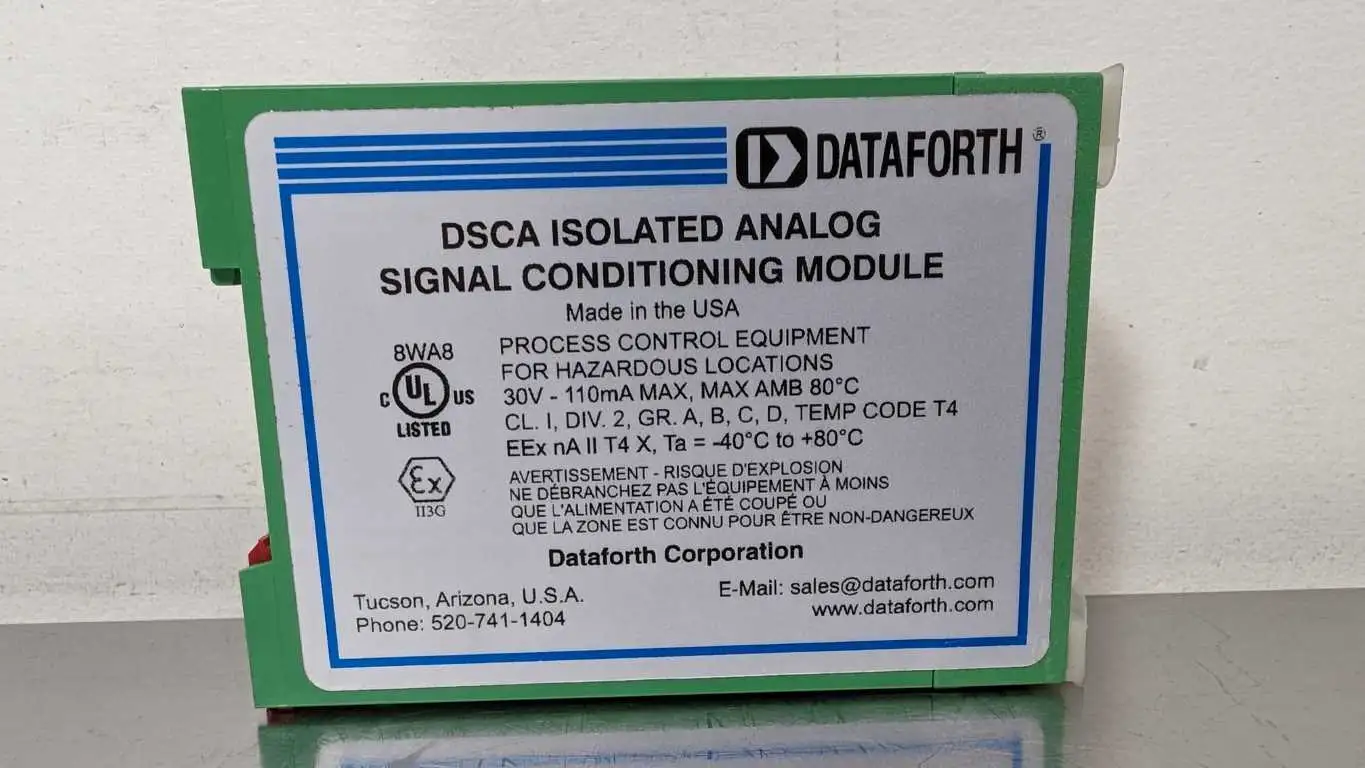 DATAFORTH®
DSCA ISOLATED ANALOG
SIGNAL CONDITIONING MODULE
Made in the USA
8WA8
C UL US
LISTED
Ex
II3G
PROCESS CONTROL EQUIPMENT
FOR HAZARDOUS LOCATIONS
30V - 110mA MAX, MAX AMB 80°C
CL. I, DIV. 2, GR. A, B, C, D, TEMP CODE T4
EEx nA II T4 X, Ta = -40°C to +80°C
AVERTISSEMENT - RISQUE D'EXPLOSION
NE DÉBRANCHEZ PAS L'ÉQUIPEMENT À MOINS
QUE L'ALIMENTATION A ÉTÉ COUPÉ OU
QUE LA ZONE EST CONNU POUR ÊTRE NON-DANGEREUX
Dataforth Corporation
Tucson, Arizona, U.S.A.
Phone: 520-741-1404
E-Mail: sales@dataforth.com
www.dataforth.com